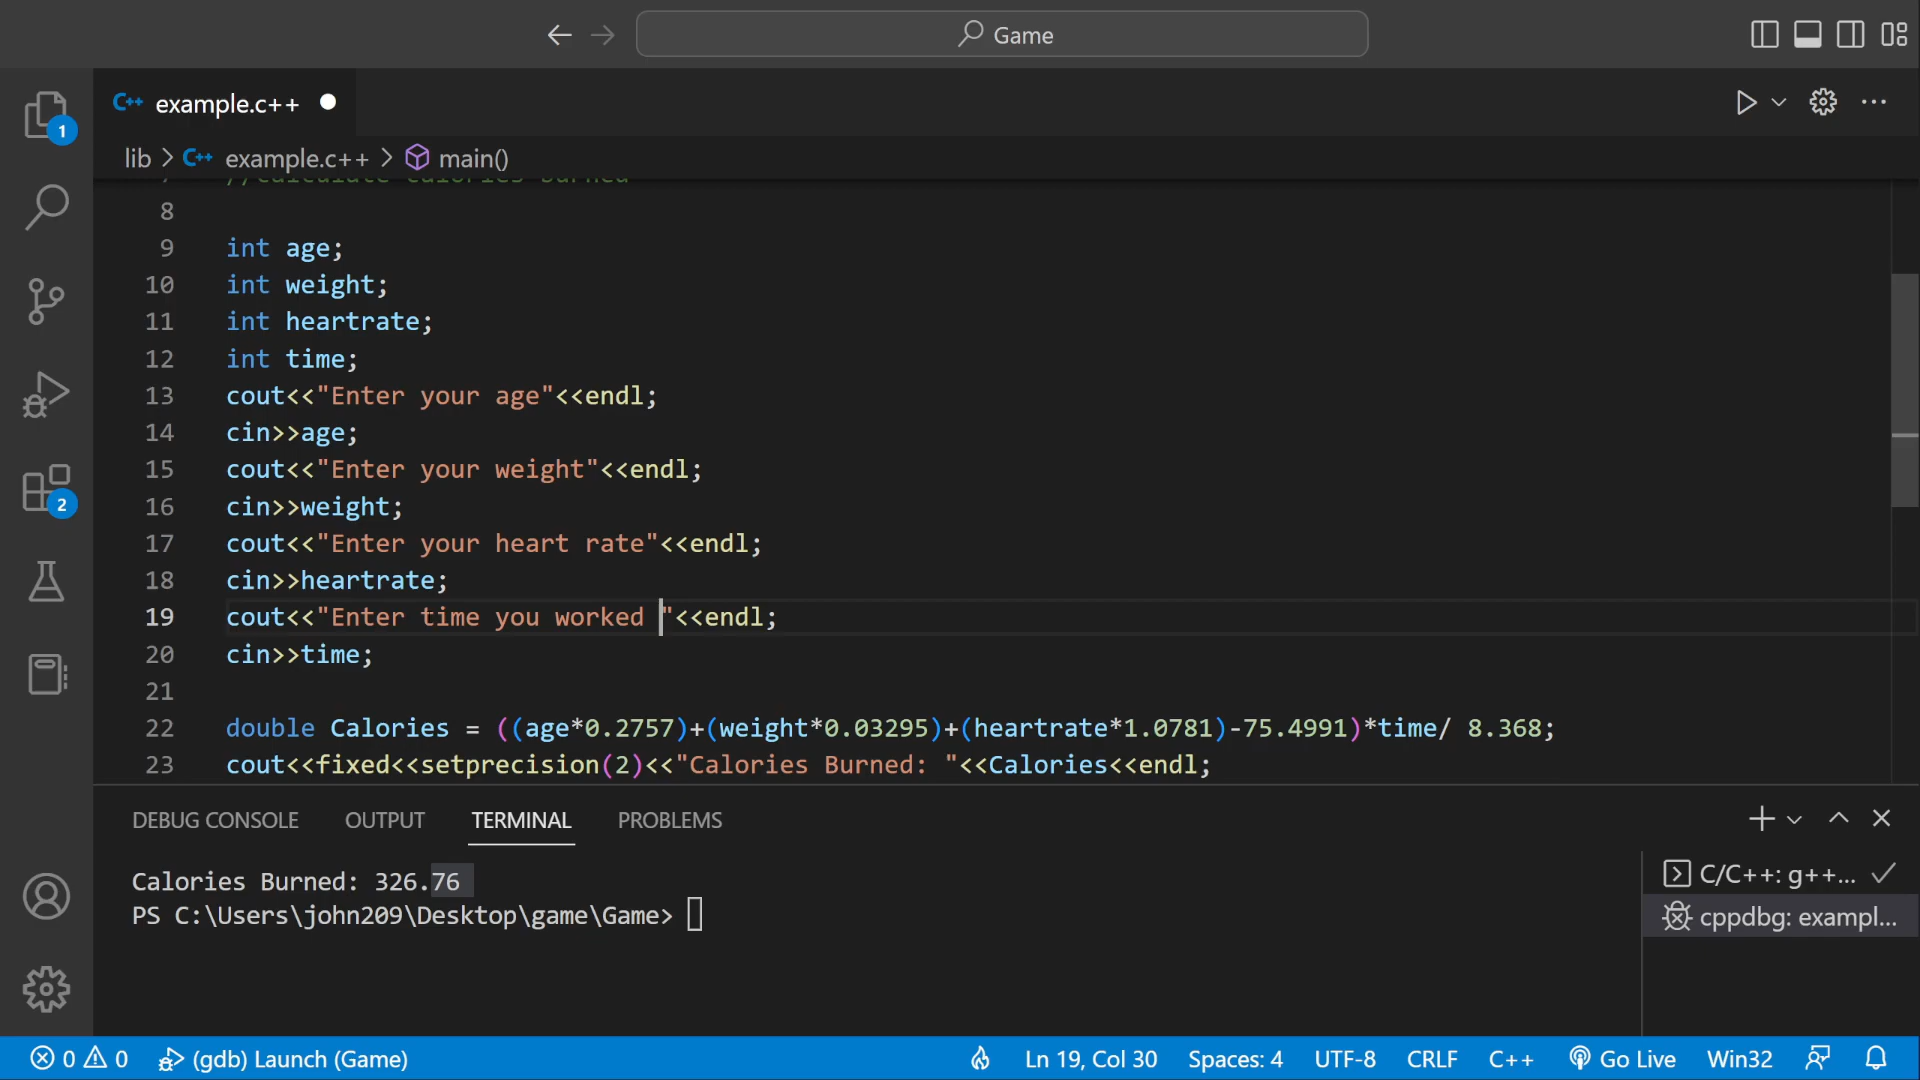 Game
C++ example.c++
lib > C++ example.c++ > main()
7 //calculate calories burned
8
9 int age;
10 int weight;
11 int heartrate;
12 int time;
13 cout<<"Enter your age"<<endl;
14 cin>>age;
15 cout<<"Enter your weight"<<endl;
16 cin>>weight;
17 cout<<"Enter your heart rate"<<endl;
18 cin>>heartrate;
19 cout<<"Enter time you worked "<<endl;
20 cin>>time;
21
22 double Calories = ((age*0.2757)+(weight*0.03295)+(heartrate*1.0781)-75.4991)*time/ 8.368;
23 cout<<fixed<<setprecision(2)<<"Calories Burned: "<<Calories<<endl;
1
2
DEBUG CONSOLE OUTPUT TERMINAL PROBLEMS
Calories Burned: 326.76
PS C:\Users\john209\Desktop\game\Game>
C/C++: g++...
cppdbg: exampl...
0 0 (gdb) Launch (Game) Ln 19, Col 30 Spaces: 4 UTF-8 CRLF C++ Go Live Win32